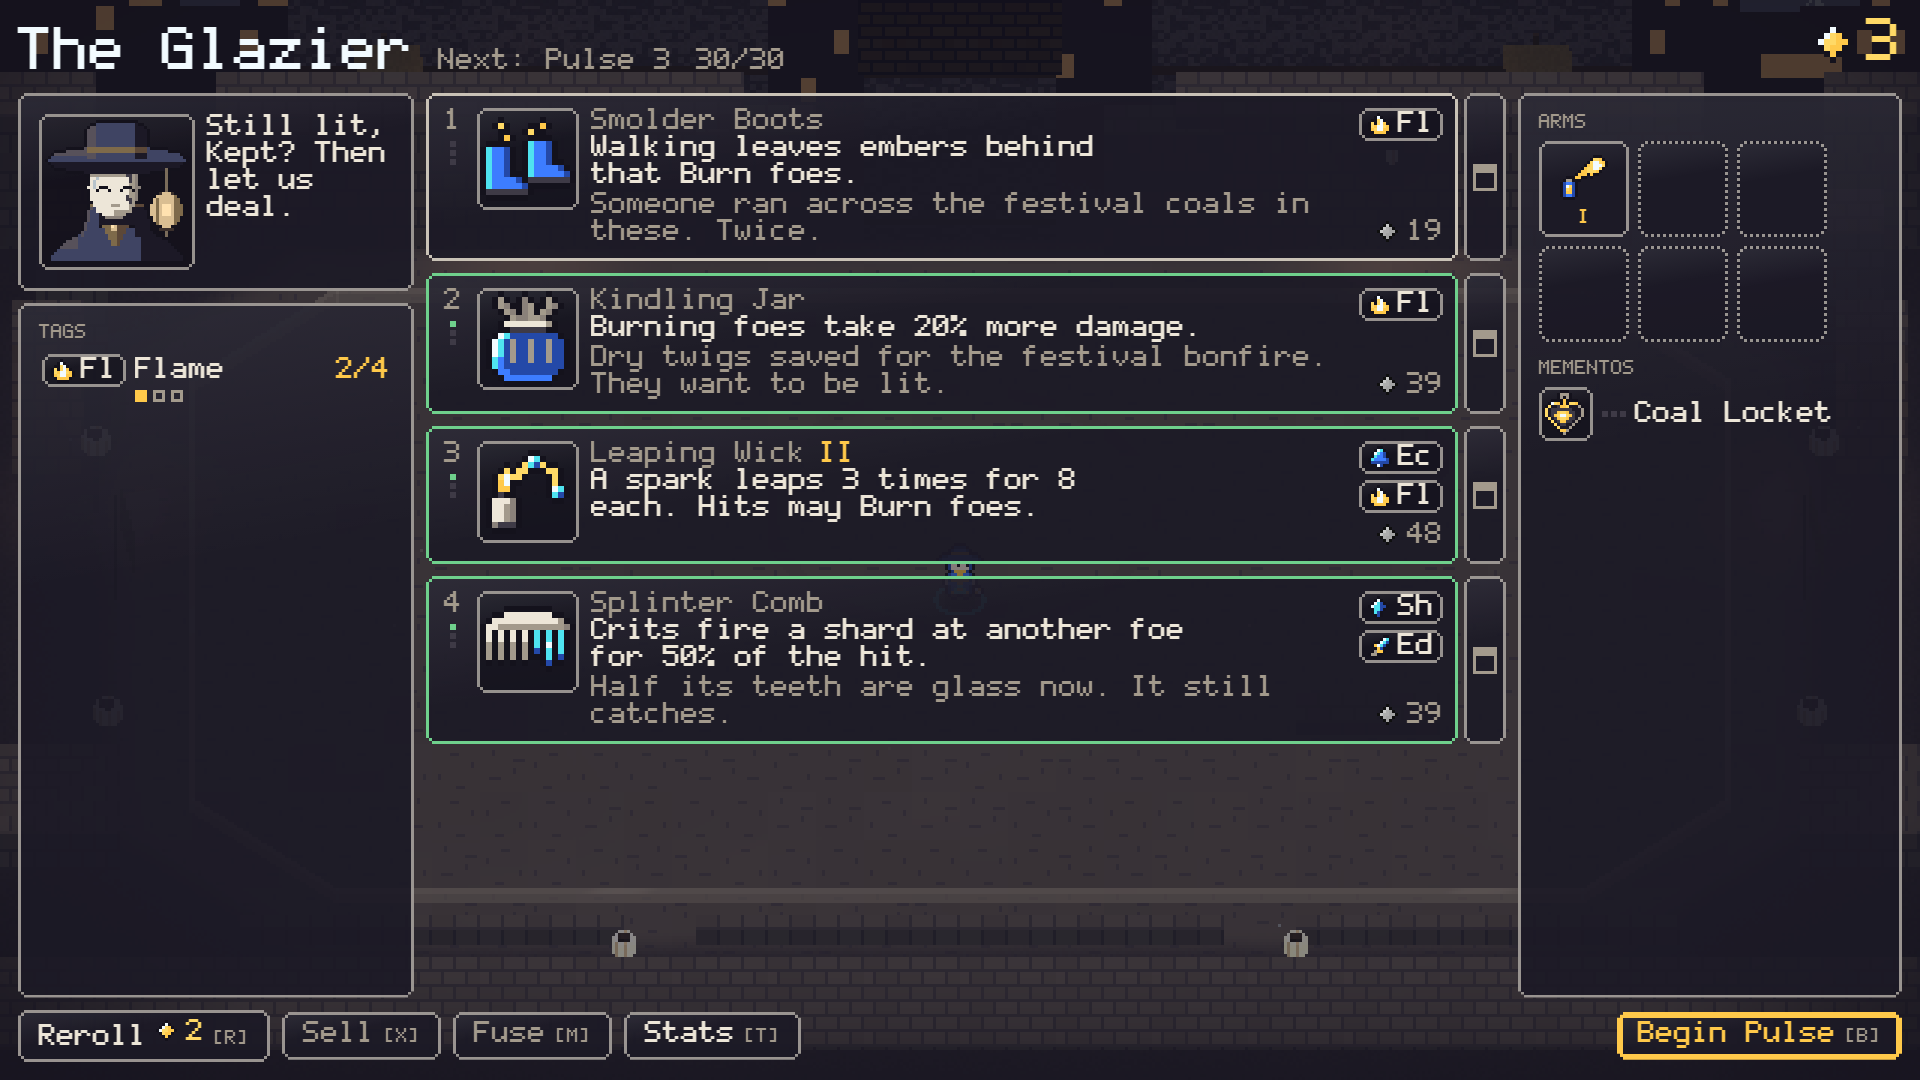 The Glazier
Next: Pulse 3 30/30
3
Still lit,
Kept? Then
let us
deal.
TAGS
Fl Flame 2/4
1
Smolder Boots
Fl
Walking leaves embers behind
that Burn foes.
Someone ran across the festival coals in
these. Twice.
19
2
Kindling Jar
Fl
Burning foes take 20% more damage.
Dry twigs saved for the festival bonfire.
They want to be lit.
39
3
Leaping Wick II
Ec
A spark leaps 3 times for 8
Fl
each. Hits may Burn foes.
48
4
Splinter Comb
Sh
Crits fire a shard at another foe
Ed
for 50% of the hit.
Half its teeth are glass now. It still
catches.
39
ARMS
I
MEMENTOS
Coal Locket
Reroll 2 [R]
Sell [X]
Fuse [M]
Stats [T]
Begin Pulse [B]